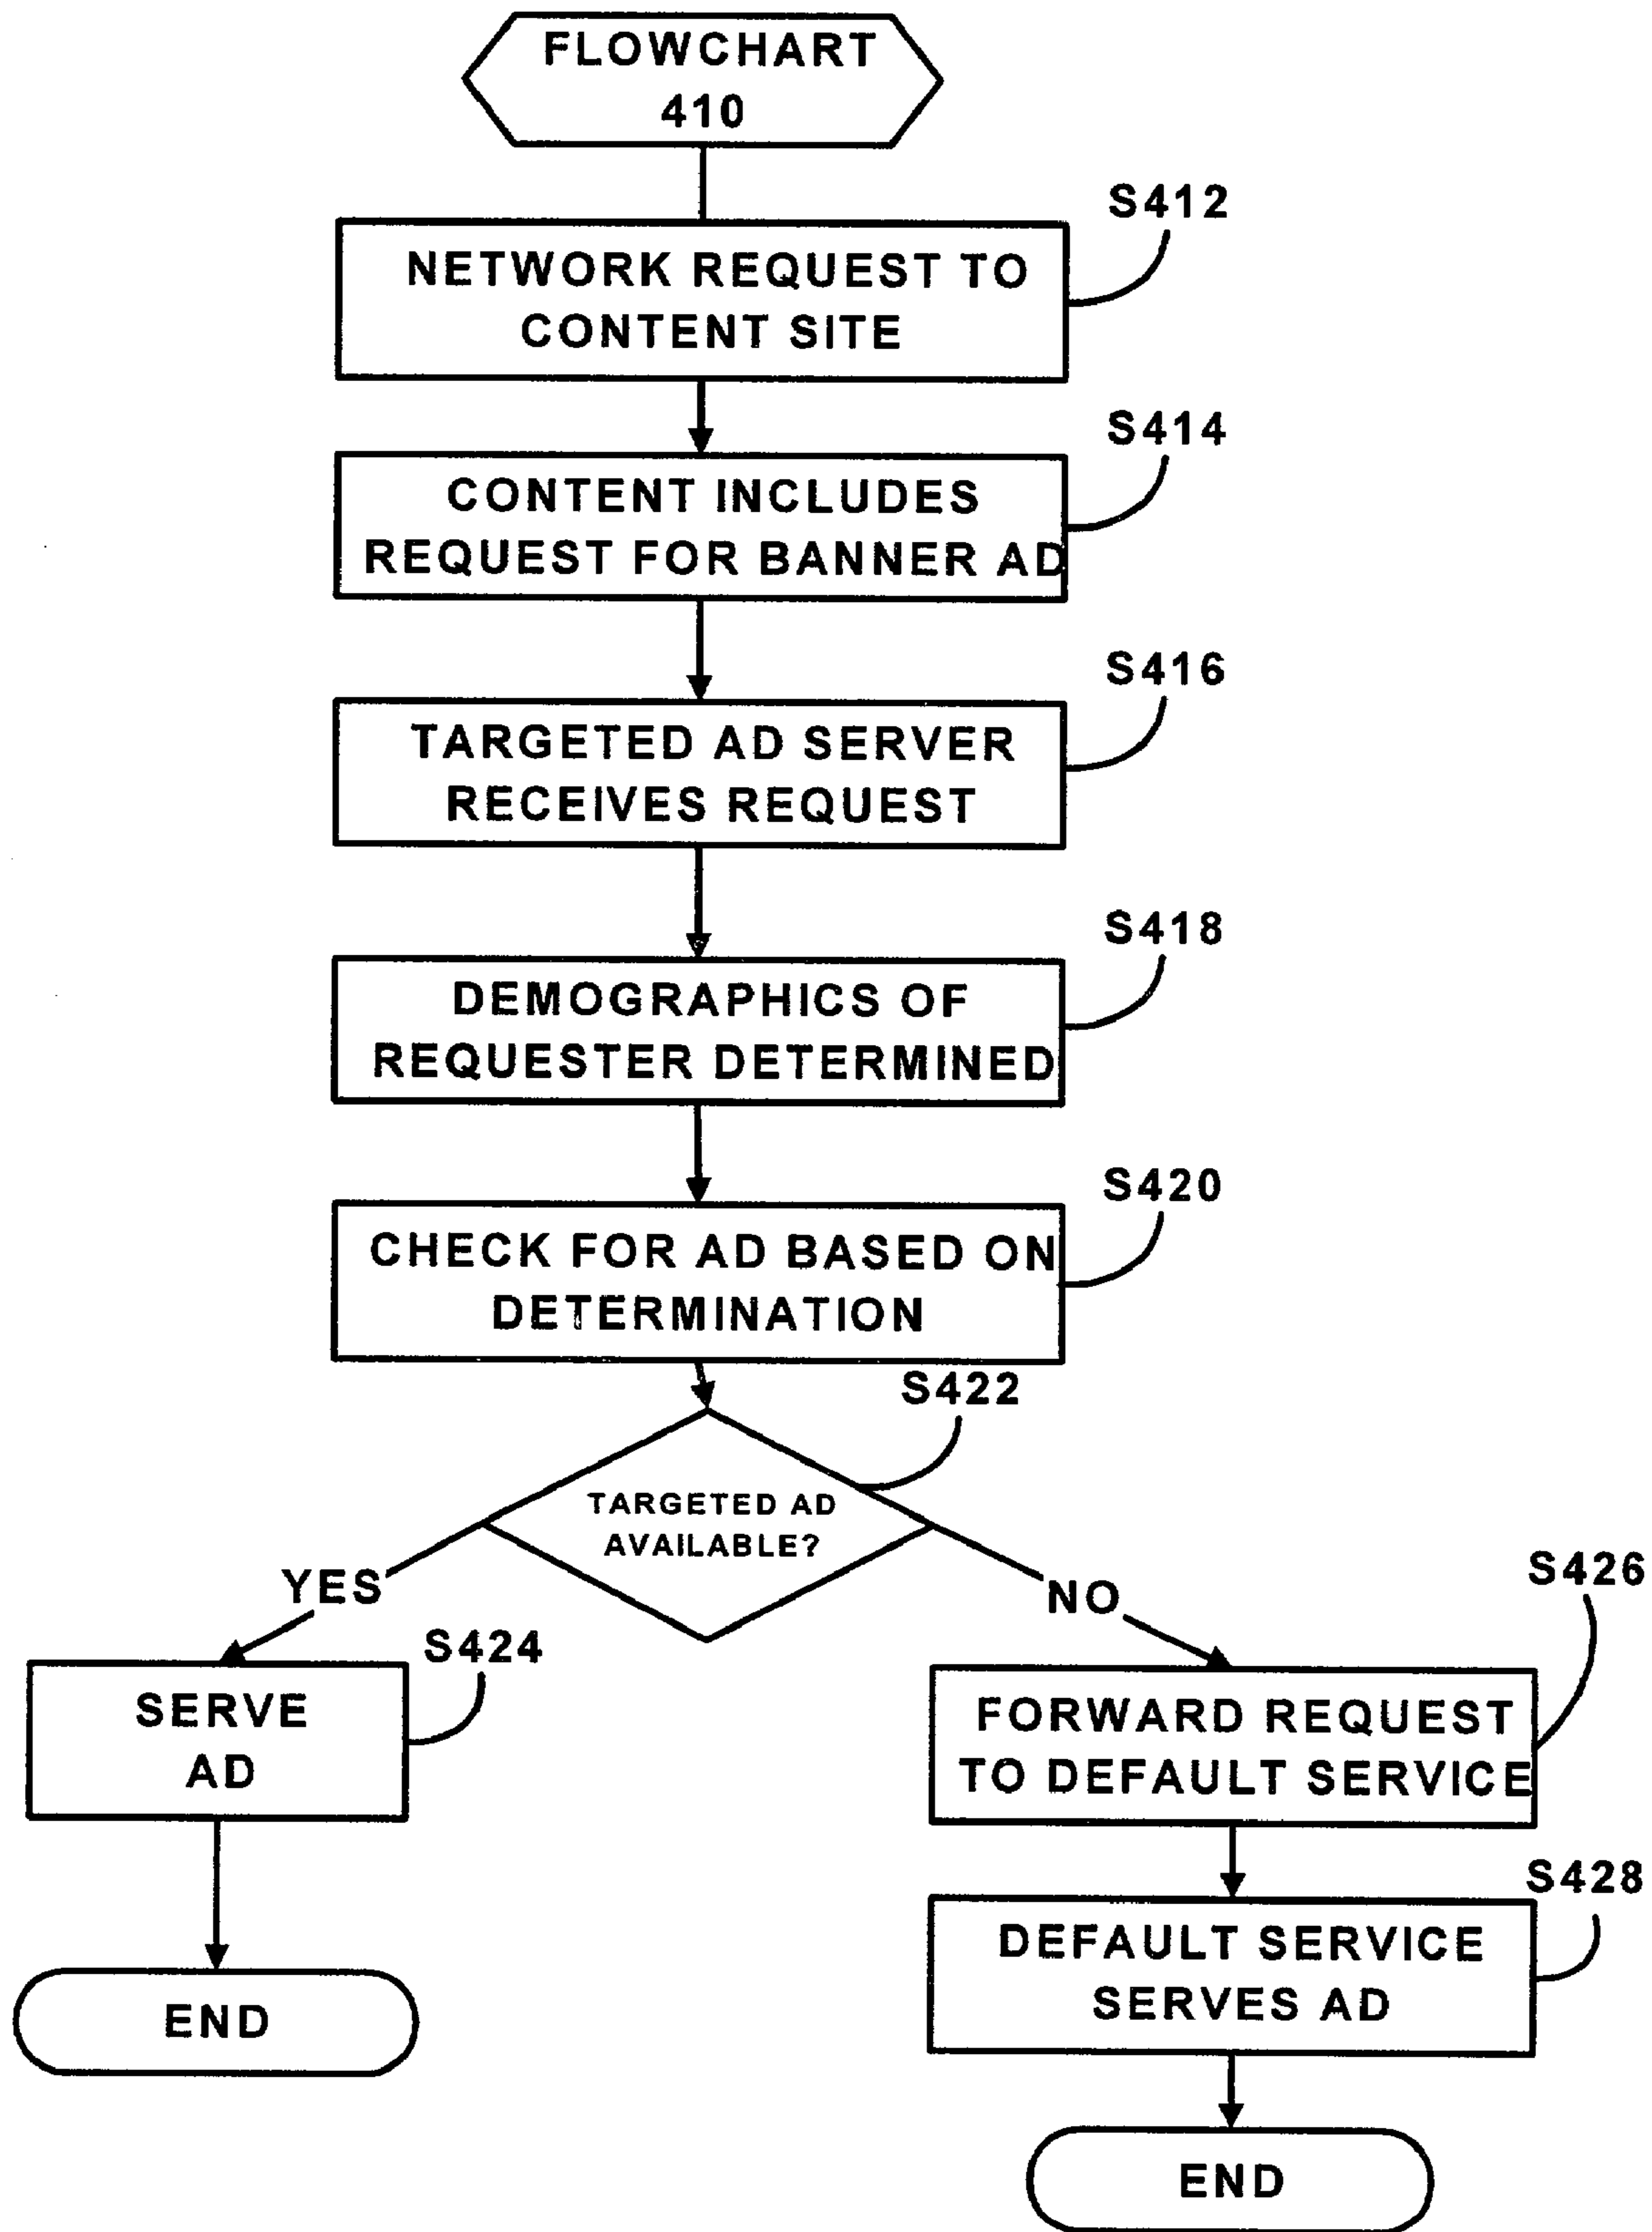 FLOWCHART
410
S412
NETWORK REQUEST TO
CONTENT SITE
S414
CONTENT INCLUDES
REQUEST FOR BANNER AD
S416
TARGETED AD SERVER
RECEIVES REQUEST
S418
DEMOGRAPHICS OF
REQUESTER DETERMINED
S420
CHECK FOR AD BASED ON
DETERMINATION
S422
TARGETED AD
AVAILABLE?
YES
NO
S424
SERVE
AD
END
S426
FORWARD REQUEST
TO DEFAULT SERVICE
S428
DEFAULT SERVICE
SERVES AD
END